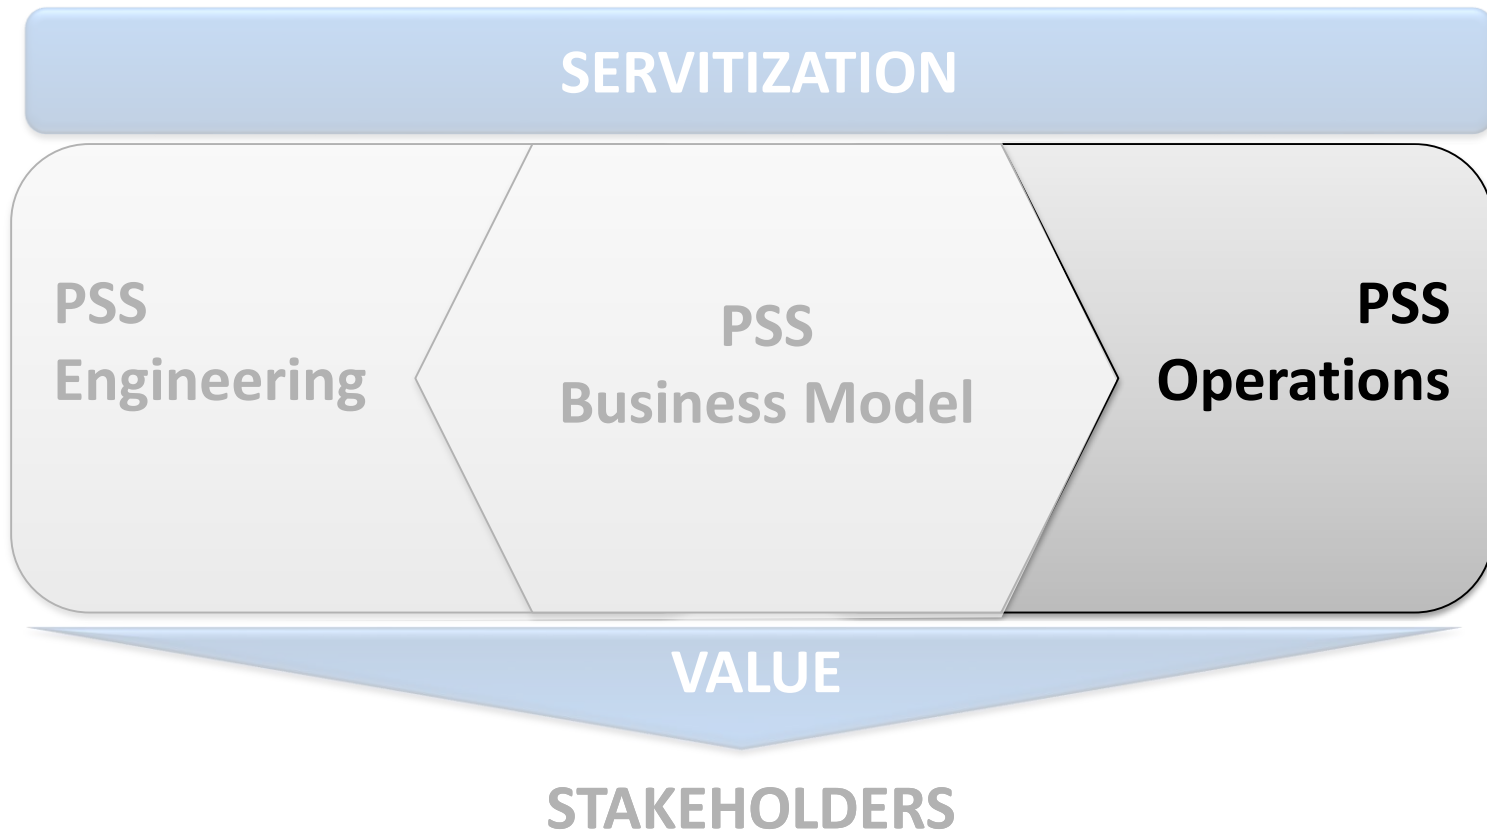 SERVITIZATION
PSS
Engineering
PSS
Business Model
PSS
Operations
VALUE
STAKEHOLDERS